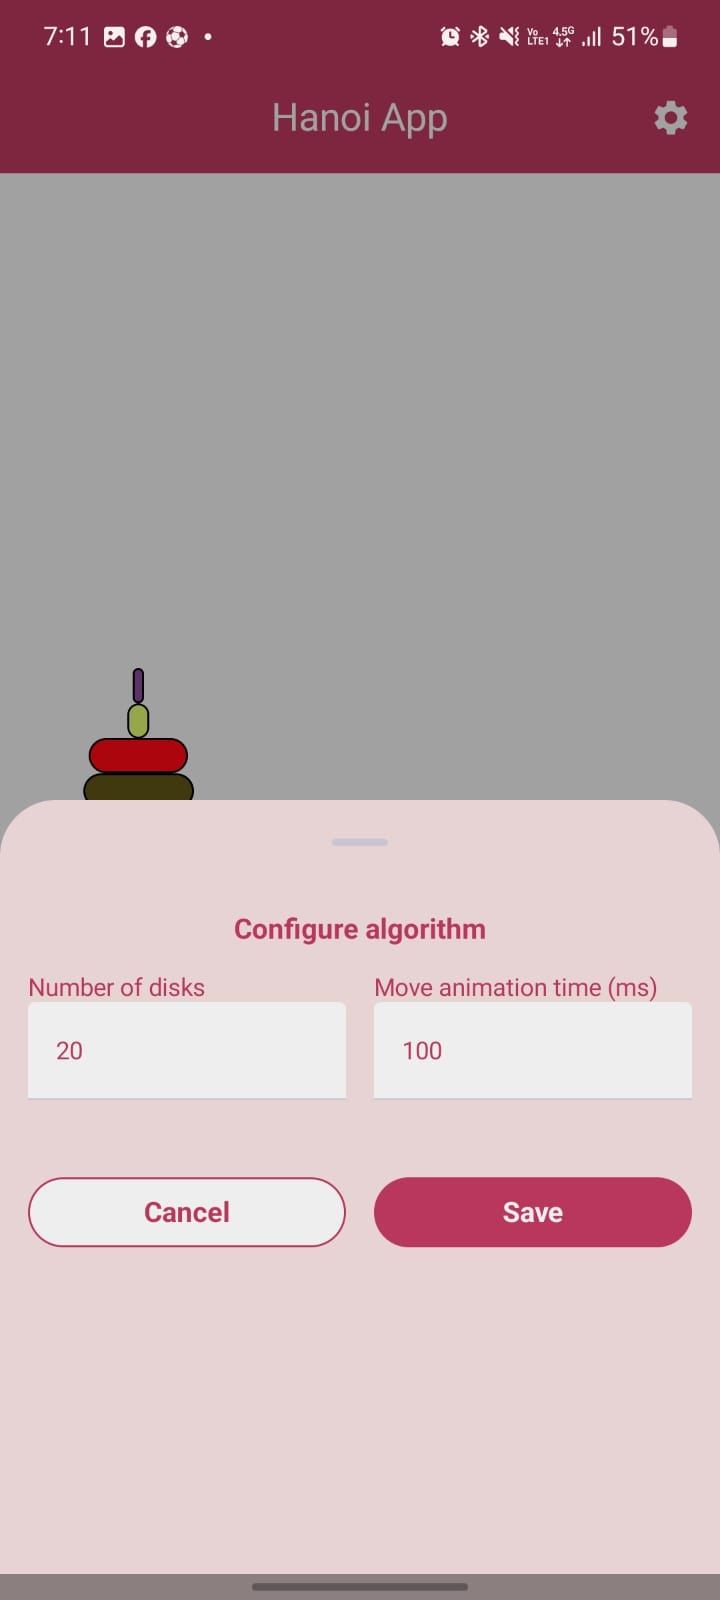 7:11 Vo LTE1 4.5G 51%
Hanoi App
Configure algorithm
Number of disks Move animation time (ms)
20 100
Cancel Save